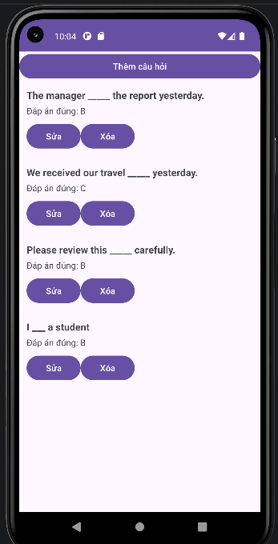 10:04
Thêm câu hỏi
The manager _____ the report yesterday.
Đáp án đúng: B
Sửa Xóa
We received our travel _____ yesterday.
Đáp án đúng: C
Sửa Xóa
Please review this _____ carefully.
Đáp án đúng: B
Sửa Xóa
I ___ a student
Đáp án đúng: B
Sửa Xóa